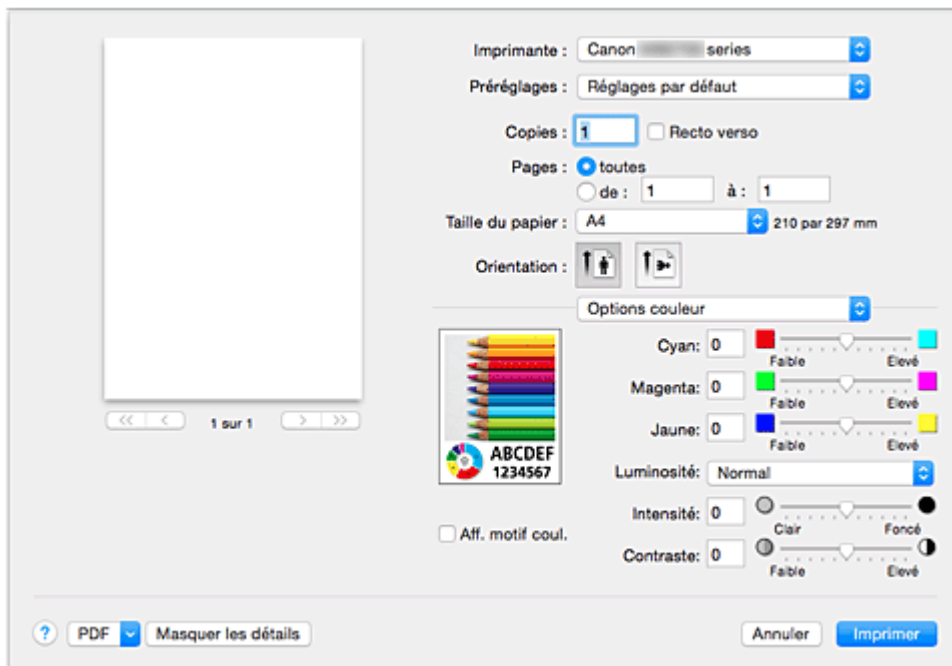 Imprimante : Canon series
Préréglages : Réglages par défaut
Copies : 1 Recto verso
Pages : toutes
de : 1 à : 1
Taille du papier : A4 210 par 297 mm
Orientation :
Options couleur
Cyan: 0
Faible Elevé
Magenta: 0
Faible Elevé
Jaune: 0
Faible Elevé
Luminosité: Normal
Intensité: 0
Clair Foncé
Contraste: 0
Faible Elevé
<< < 1 sur 1 > >>
ABCDEF
1234567
Aff. motif coul.
? PDF Masquer les détails Annuler Imprimer